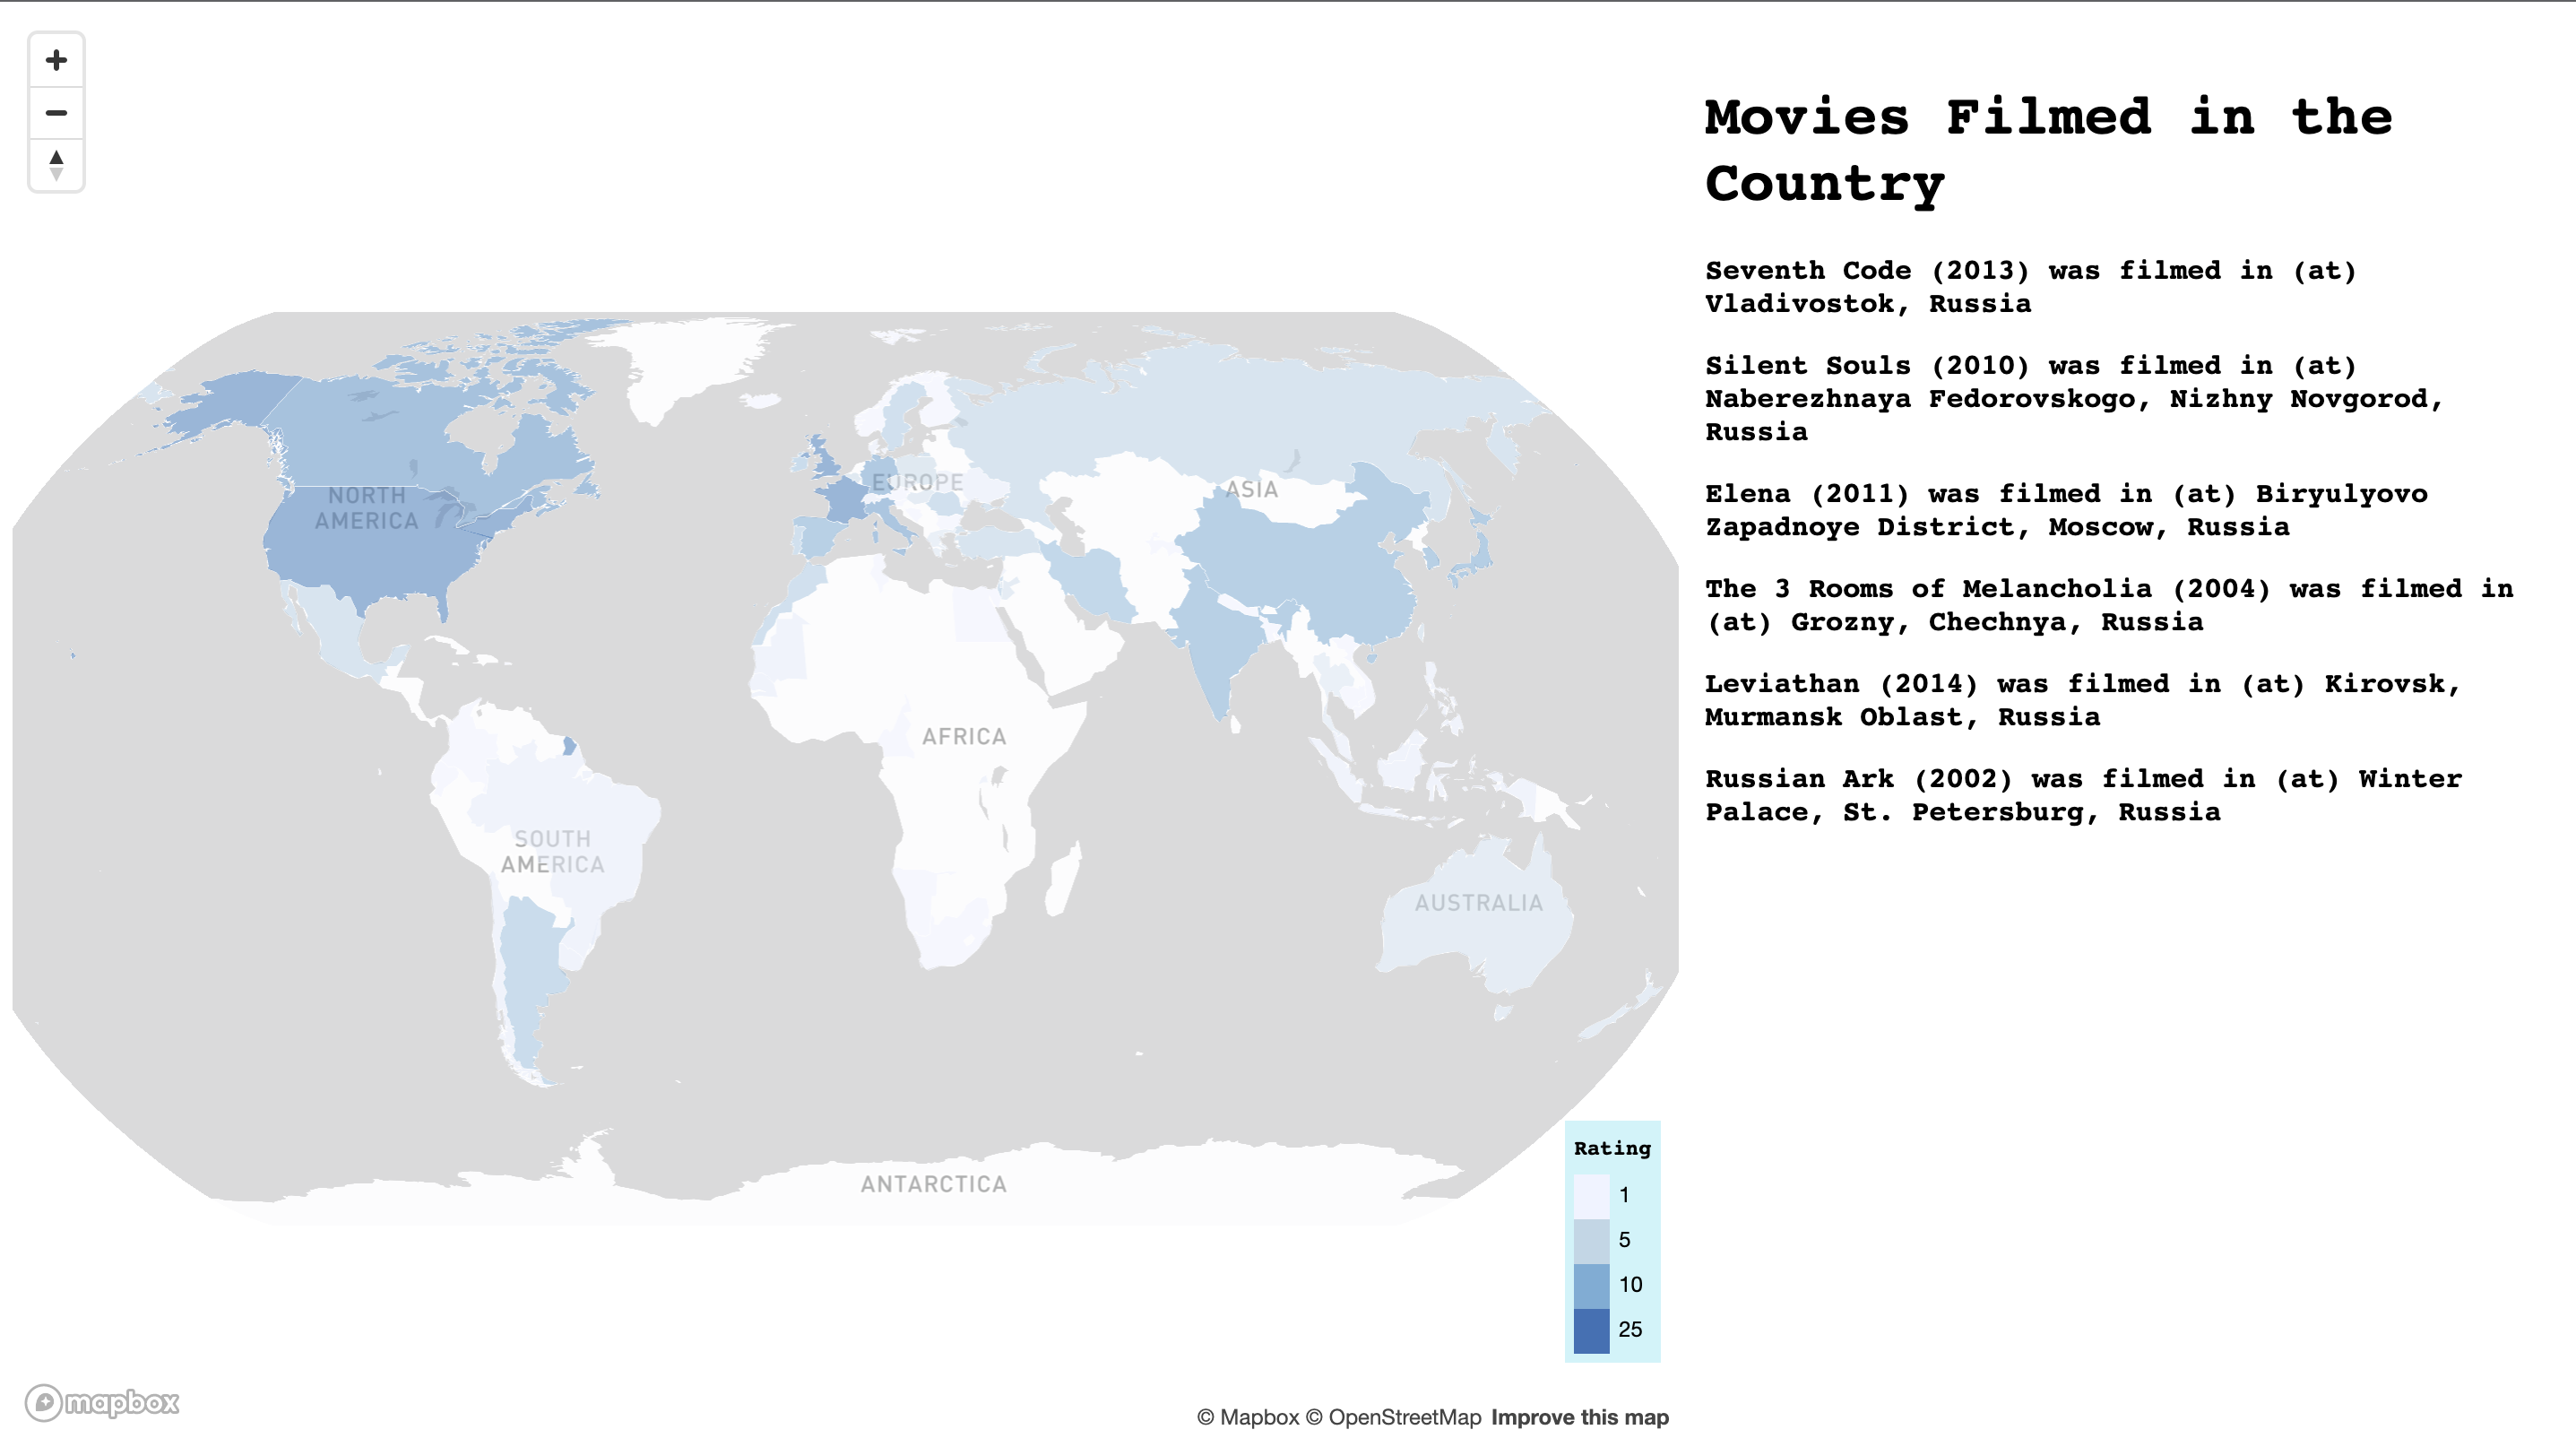 Movies Filmed in the
Country
Seventh Code (2013) was filmed in (at)
Vladivostok, Russia
Silent Souls (2010) was filmed in (at)
Naberezhnaya Fedorovskogo, Nizhny Novgorod,
Russia
Elena (2011) was filmed in (at) Biryulyovo
Zapadnoye District, Moscow, Russia
The 3 Rooms of Melancholia (2004) was filmed in
(at) Grozny, Chechnya, Russia
Leviathan (2014) was filmed in (at) Kirovsk,
Murmansk Oblast, Russia
Russian Ark (2002) was filmed in (at) Winter
Palace, St. Petersburg, Russia
NORTH
AMERICA
EUROPE
ASIA
AFRICA
SOUTH
AMERICA
AUSTRALIA
ANTARCTICA
Rating
1
5
10
25
mapbox
© Mapbox © OpenStreetMap Improve this map